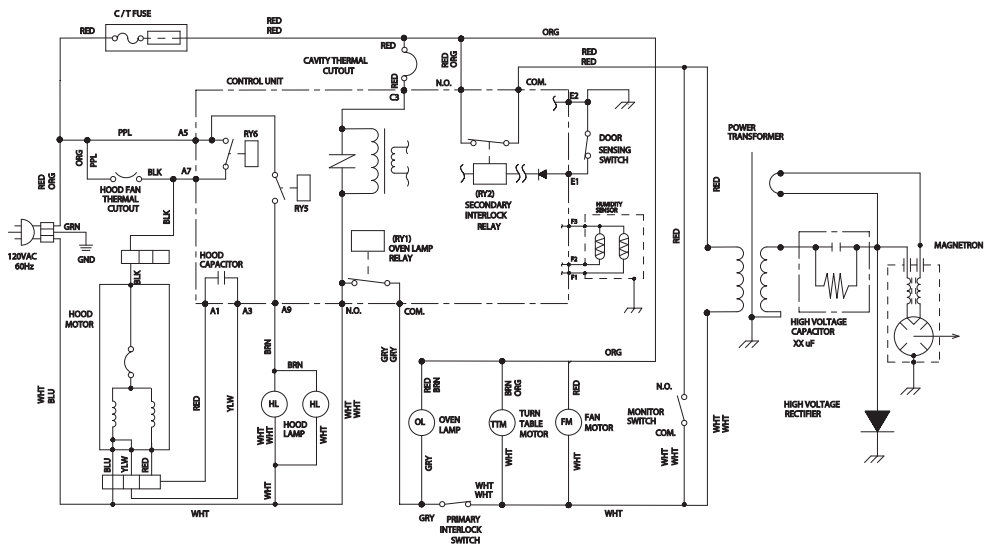 C / T FUSE
RED
RED
RED
ORG
RED
CAVITY THERMAL
CUTOUT
RED
ORG
RED
RED
RED
CONTROL UNIT
C3
N.O.
COM.
E2
PPL
A5
RY6
DOOR
SENSING
SWITCH
POWER
TRANSFORMER
ORG
PPL
BLK
A7
HOOD FAN
THERMAL
CUTOUT
RED
ORG
RY5
E1
(RY2)
SECONDARY
INTERLOCK
RELAY
HUMIDITY
SENSOR
F3
F2
F1
RED
GRN
GND
120VAC
60Hz
BLK
BLK
HOOD
CAPACITOR
(RY1)
OVEN LAMP
RELAY
RED
MAGNETRON
HOOD
MOTOR
A1
A3
A9
N.O.
COM.
HIGH VOLTAGE
CAPACITOR
XX uF
BRN
BRN
GRY
GRY
ORG
WHT
BLU
RED
YLW
HL
HL
HOOD
LAMP
WHT
WHT
WHT
WHT
WHT
RED
BRN
BRN
ORG
RED
OL
OVEN
LAMP
TTM
TURN
TABLE
MOTOR
FM
FAN
MOTOR
N.O.
MONITOR
SWITCH
COM.
WHT
WHT
HIGH VOLTAGE
RECTIFIER
BLU
YLW
RED
WHT
GRY
WHT
WHT
WHT
WHT
WHT
WHT
WHT
GRY
PRIMARY
INTERLOCK
SWITCH
WHT